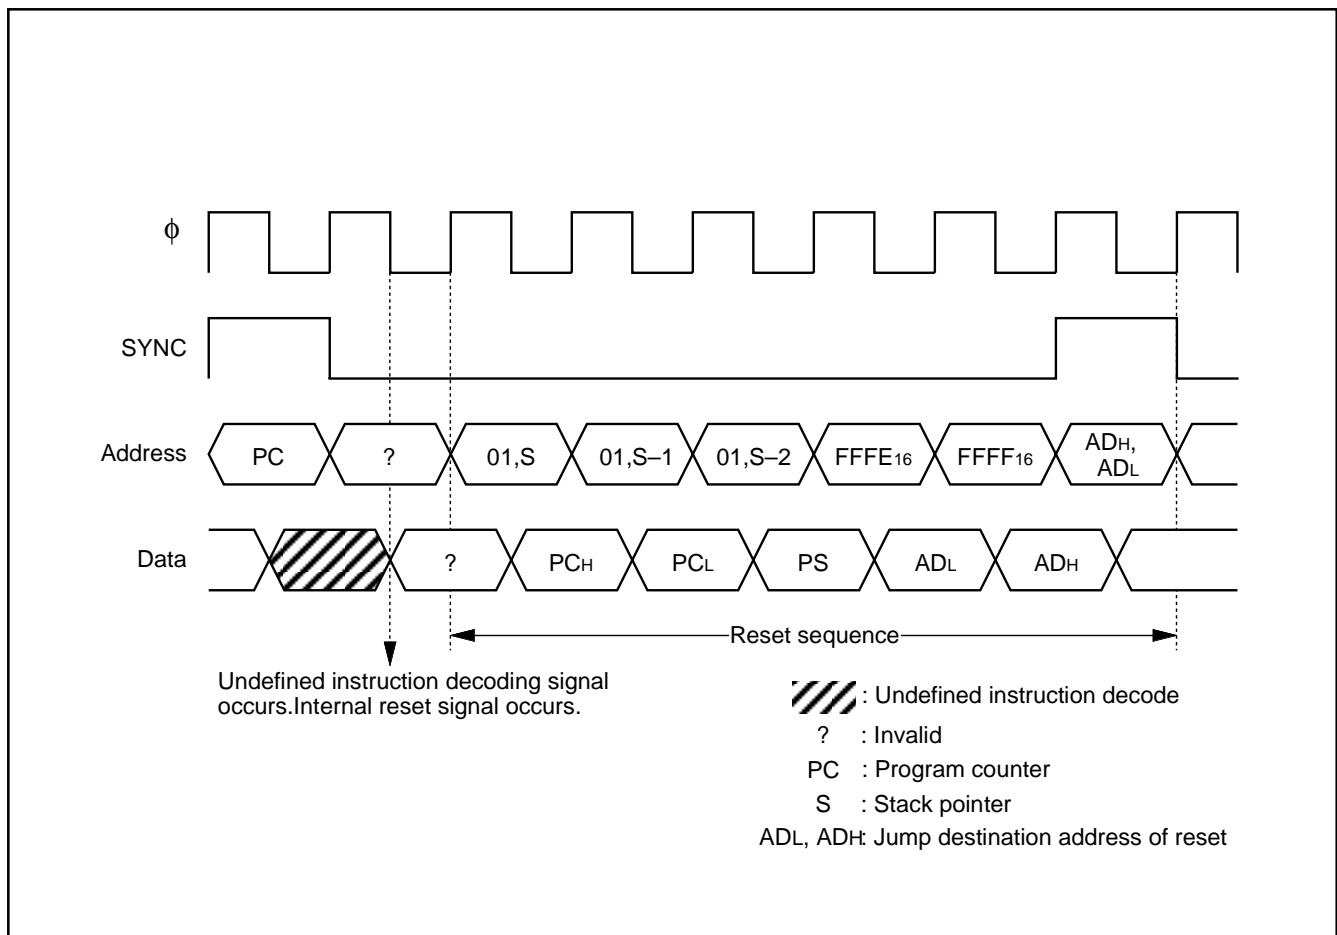 ϕ
SYNC
Address
PC
?
01,S
01,S–1
01,S–2
FFFE16
FFFF16
ADH,
ADL
Data
?
PCH
PCL
PS
ADL
ADH
Reset sequence
Undefined instruction decoding signal
occurs.Internal reset signal occurs.
: Undefined instruction decode
? : Invalid
PC : Program counter
S : Stack pointer
ADL, ADH: Jump destination address of reset